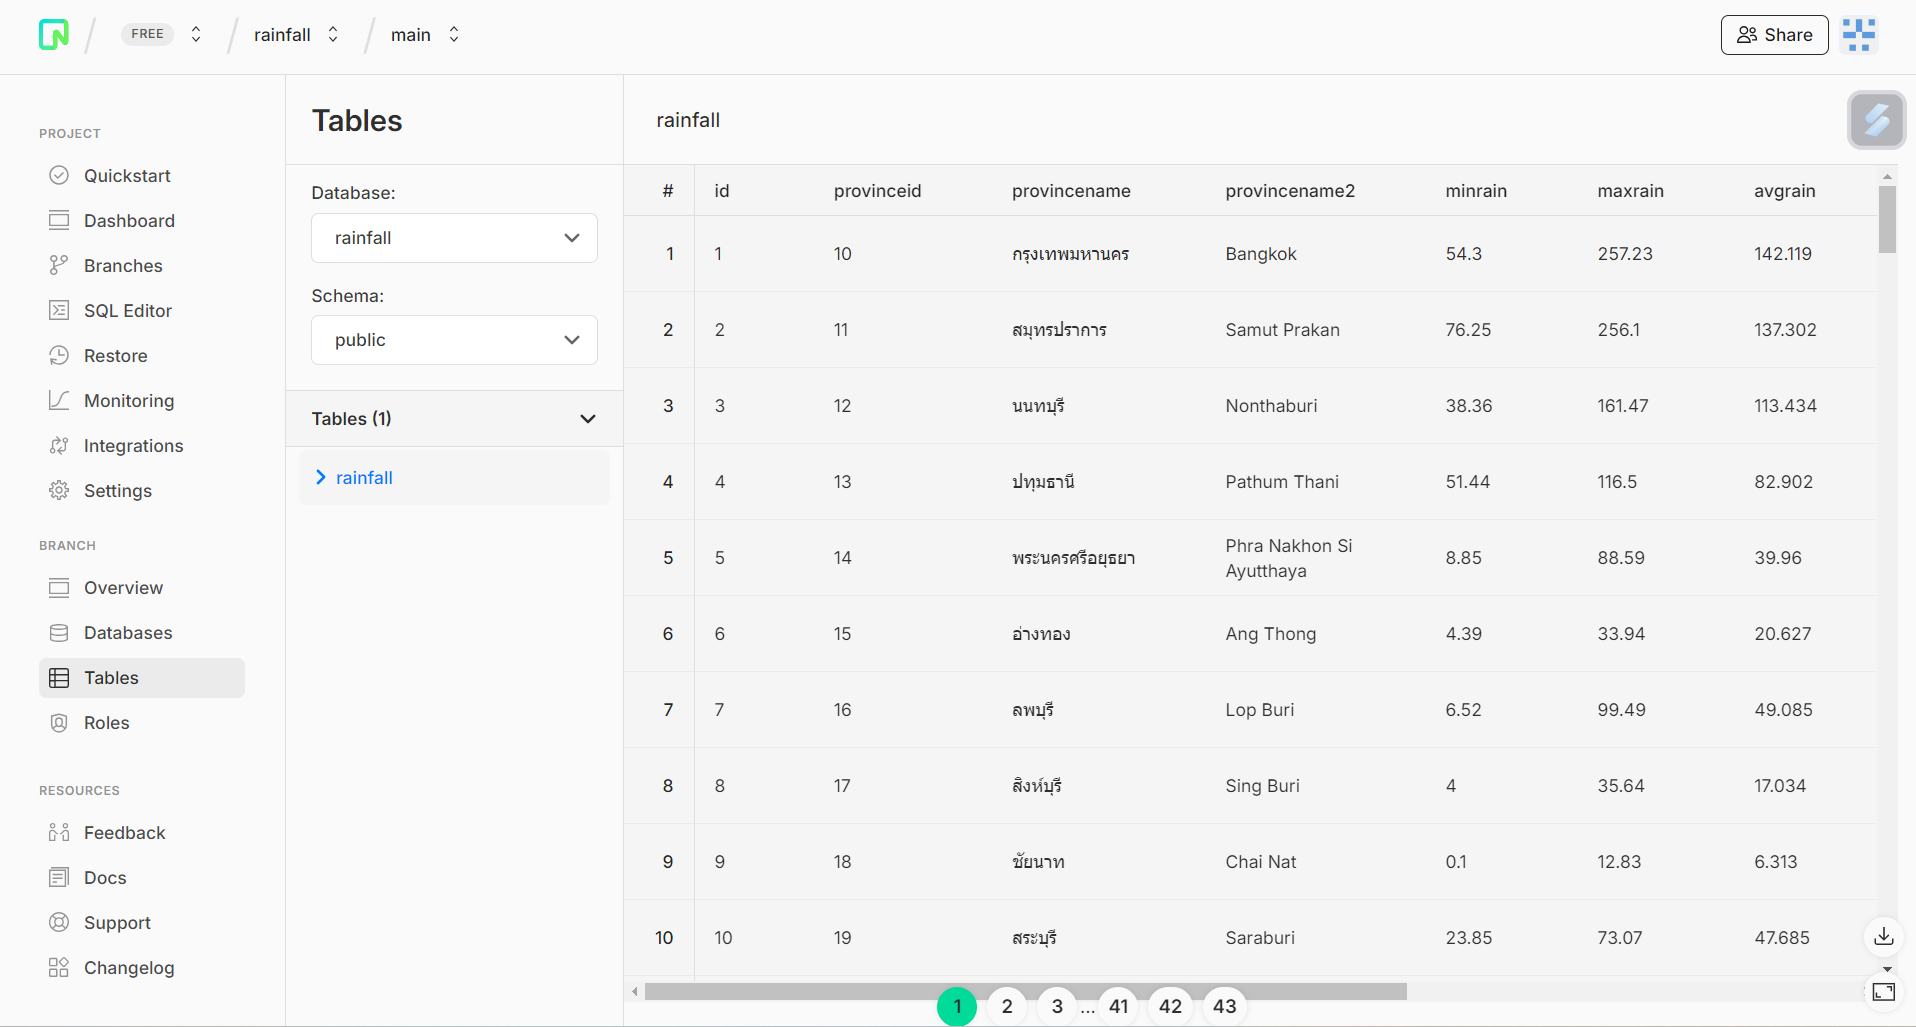 FREE rainfall main Share
PROJECT
Quickstart
Dashboard
Branches
SQL Editor
Restore
Monitoring
Integrations
Settings
BRANCH
Overview
Databases
Tables
Roles
RESOURCES
Feedback
Docs
Support
Changelog
Tables
Database:
rainfall
Schema:
public
Tables (1)
rainfall
rainfall
# id provinceid provincename provincename2 minrain maxrain avgrain
1 1 10 กรุงเทพมหานคร Bangkok 54.3 257.23 142.119
2 2 11 สมุทรปราการ Samut Prakan 76.25 256.1 137.302
3 3 12 นนทบุรี Nonthaburi 38.36 161.47 113.434
4 4 13 ปทุมธานี Pathum Thani 51.44 116.5 82.902
5 5 14 พระนครศรีอยุธยา Phra Nakhon Si
Ayutthaya 8.85 88.59 39.96
6 6 15 อ่างทอง Ang Thong 4.39 33.94 20.627
7 7 16 ลพบุรี Lop Buri 6.52 99.49 49.085
8 8 17 สิงห์บุรี Sing Buri 4 35.64 17.034
9 9 18 ชัยนาท Chai Nat 0.1 12.83 6.313
10 10 19 สระบุรี Saraburi 23.85 73.07 47.685
1 2 3 ... 41 42 43